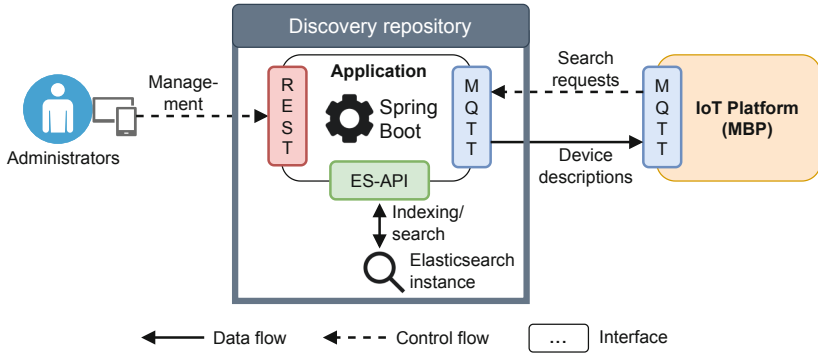 Discovery repository
Application
Manage-
ment
Administrators
R
E
S
T
Spring
Boot
M
Q
T
T
ES-API
Indexing/
search
Elasticsearch
instance
Search
requests
Device
descriptions
M
Q
T
T
IoT Platform
(MBP)
Data flow
Control flow
...
Interface